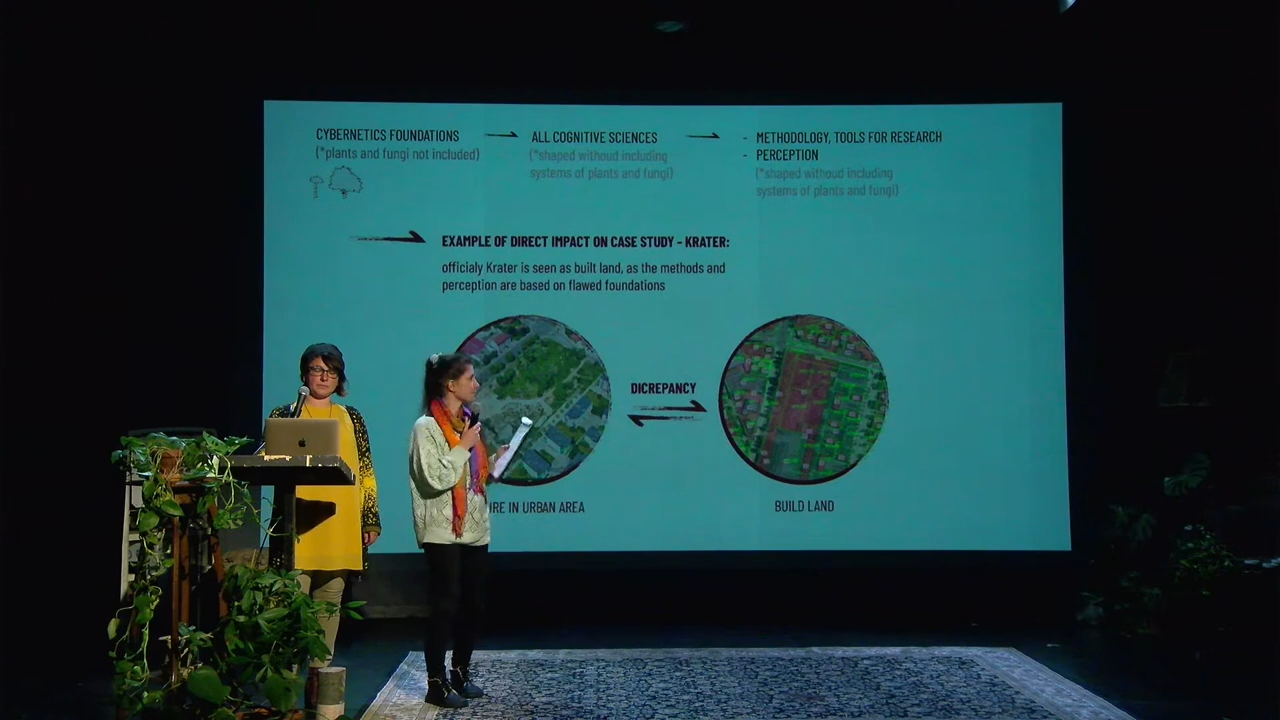 CYBERNETICS FOUNDATIONS
(*plants and fungi not included)
ALL COGNITIVE SCIENCES
(*shaped withoud including
systems of plants and fungi)
- METHODOLOGY, TOOLS FOR RESEARCH
- PERCEPTION
(*shaped withoud including
systems of plants and fungi)
EXAMPLE OF DIRECT IMPACT ON CASE STUDY - KRATER:
officialy Krater is seen as built land, as the methods and
perception are based on flawed foundations
DICREPANCY
IN URBAN AREA
BUILD LAND